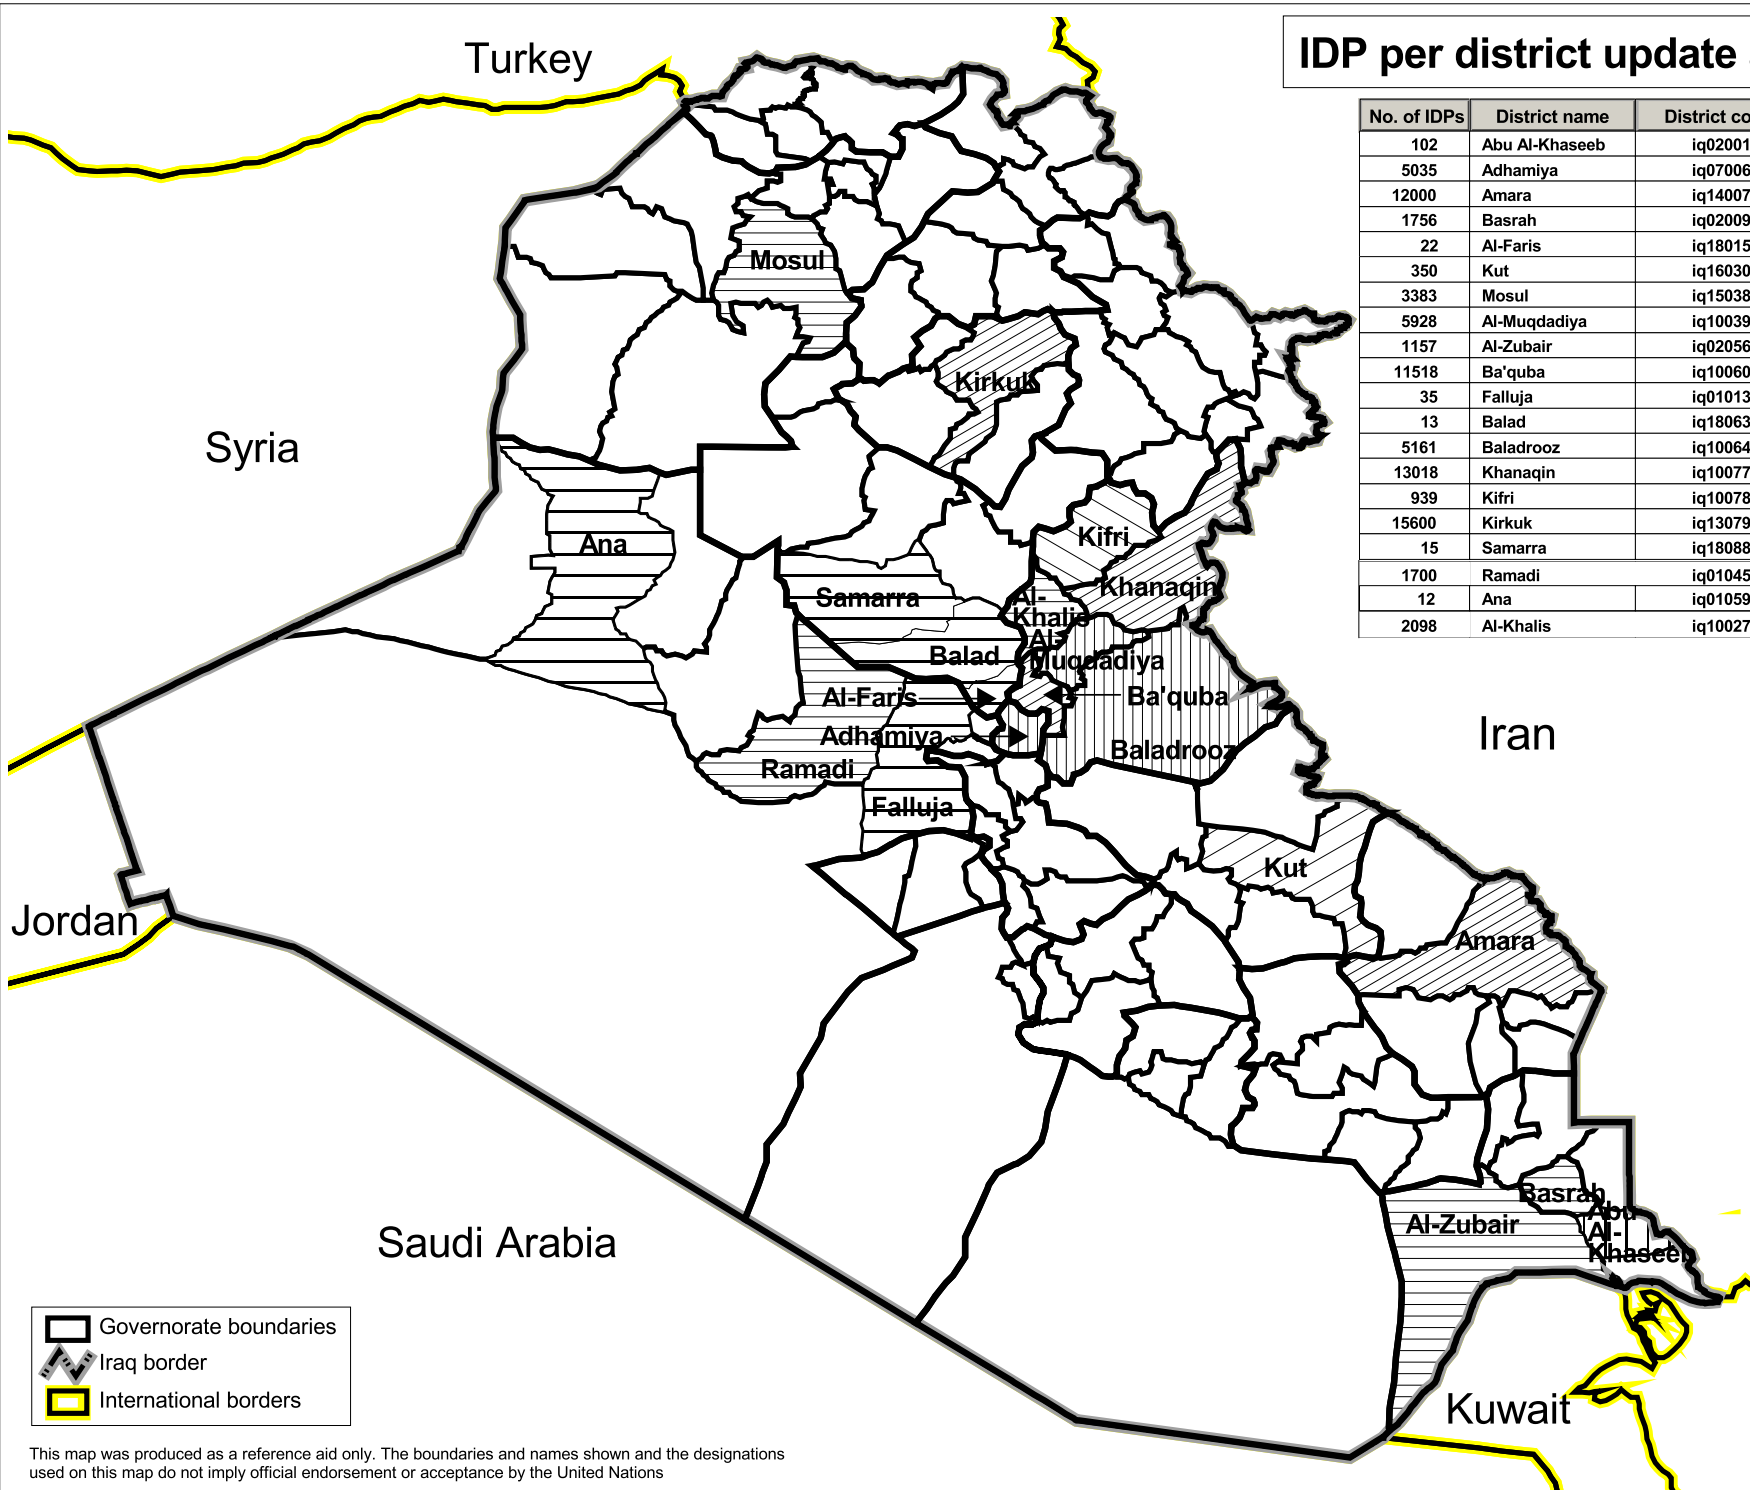 IDP per district update
No. of IDPs District name District co
102 Abu Al-Khaseeb iq02001
5035 Adhamiya iq07006
12000 Amara iq14007
1756 Basrah iq02009
22 Al-Faris iq18015
350 Kut iq16030
3383 Mosul iq15038
5928 Al-Muqdadiya iq10039
1157 Al-Zubair iq02056
11518 Ba'quba iq10060
35 Falluja iq01013
13 Balad iq18063
5161 Baladrooz iq10064
13018 Khanaqin iq10077
939 Kifri iq10078
15600 Kirkuk iq13079
15 Samarra iq18088
1700 Ramadi iq01045
12 Ana iq01059
2098 Al-Khalis iq10027
Turkey
Mosul
Kirkuk
Syria
Kifri
Ana
Khanaqin
Samarra
Al-
Khalis
Al-
Muqdadiya
Balad
Al-Faris
Ba'quba
Adhamiya
Iran
Baladrooz
Ramadi
Falluja
Kut
Jordan
Amara
Basrah
Al-Zubair
Abu
Al-
Khaseeb
Saudi Arabia
Kuwait
Governorate boundaries
Iraq border
International borders
This map was produced as a reference aid only. The boundaries and names shown and the designations
used on this map do not imply official endorsement or acceptance by the United Nations